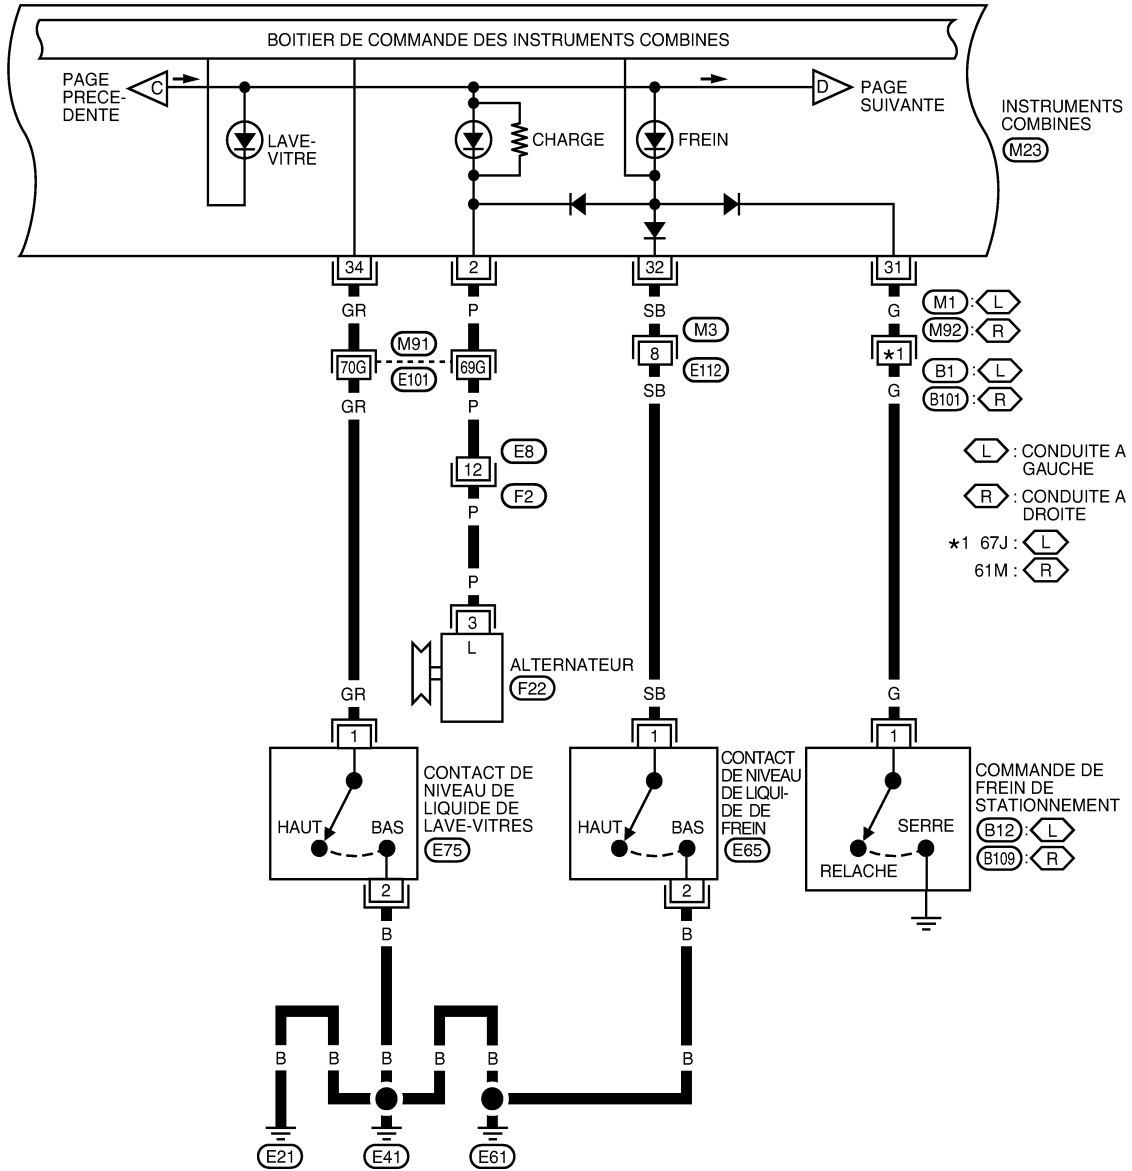 BOITIER DE COMMANDE DES INSTRUMENTS COMBINES
PAGE
PRECE-
DENTE
C
D
PAGE
SUIVANTE
LAVE-
VITRE
CHARGE
FREIN
INSTRUMENTS
COMBINES
M23
34
2
32
31
GR
P
SB
G
M1 : L
M92 : R
M91
E101
70G
69G
M3
8
E112
*1
B1 : L
B101 : R
GR
P
SB
G
E8
12
F2
P
L : CONDUITE A
GAUCHE
R : CONDUITE A
DROITE
*1 67J : L
61M : R
P
3
L
ALTERNATEUR
F22
GR
SB
G
1
1
1
CONTACT DE
NIVEAU DE
LIQUIDE DE
LAVE-VITRES
E75
HAUT
BAS
CONTACT
DE NIVEAU
DE LIQUI-
DE DE
FREIN
E65
HAUT
BAS
COMMANDE DE
FREIN DE
STATIONNEMENT
B12 : L
B109 : R
SERRE
RELACHE
2
2
B
B
B
B
B
B
B
E21
E41
E61